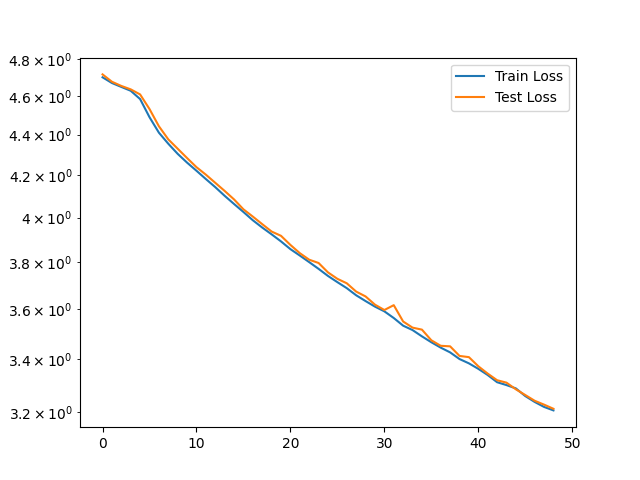 4.8 × 10⁰
4.6 × 10⁰
4.4 × 10⁰
4.2 × 10⁰
4 × 10⁰
3.8 × 10⁰
3.6 × 10⁰
3.4 × 10⁰
3.2 × 10⁰
Train Loss
Test Loss
0 10 20 30 40 50